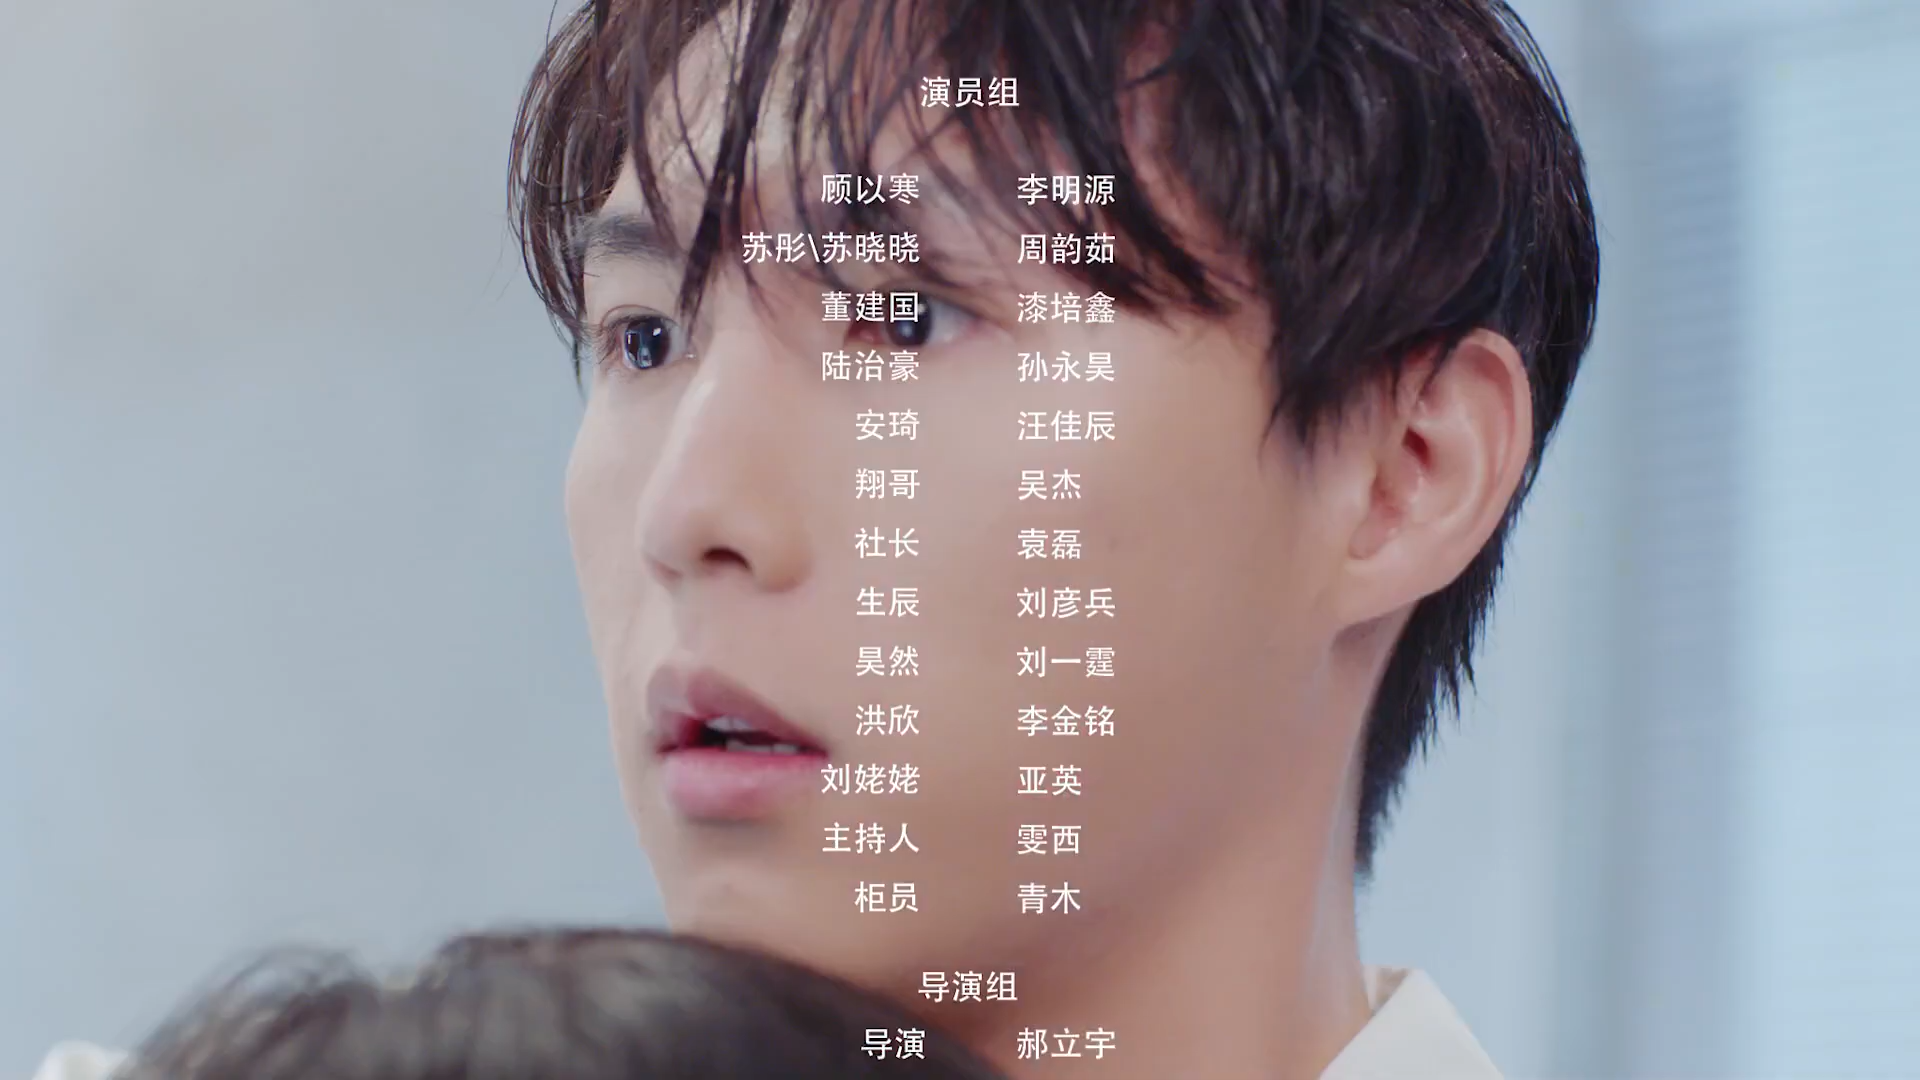 演员组
顾以寒 李明源
苏彤\苏晓晓 周韵茹
董建国 漆培鑫
陆治豪 孙永昊
安琦 汪佳辰
翔哥 吴杰
社长 袁磊
生辰 刘彦兵
昊然 刘一霆
洪欣 李金铭
刘姥姥 亚英
主持人 雯西
柜员 青木
导演组
导演 郝立宇